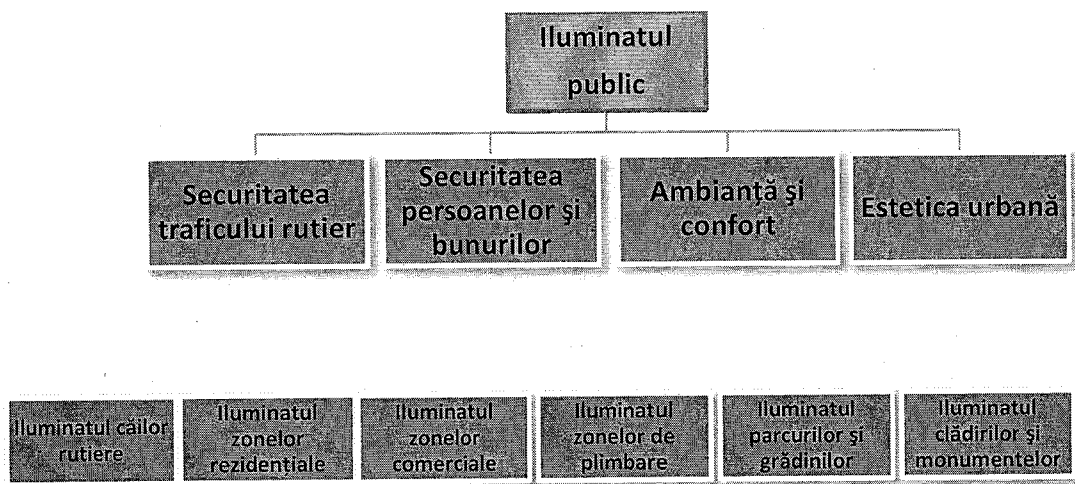 Iluminatul
public
Securitatea
traficului rutier
Securitatea
persoanelor şi
bunurilor
Ambianţă şi
confort
Estetica urbană
Iluminatul căilor
rutiere
Iluminatul
zonelor
rezidentiale
Iluminatul
zonelor
comerciale
Iluminatul
zonelor de
plimbare
Iluminatul
parcurilor şi
grădinilor
Iluminatul
clădirilor şi
monumentelor